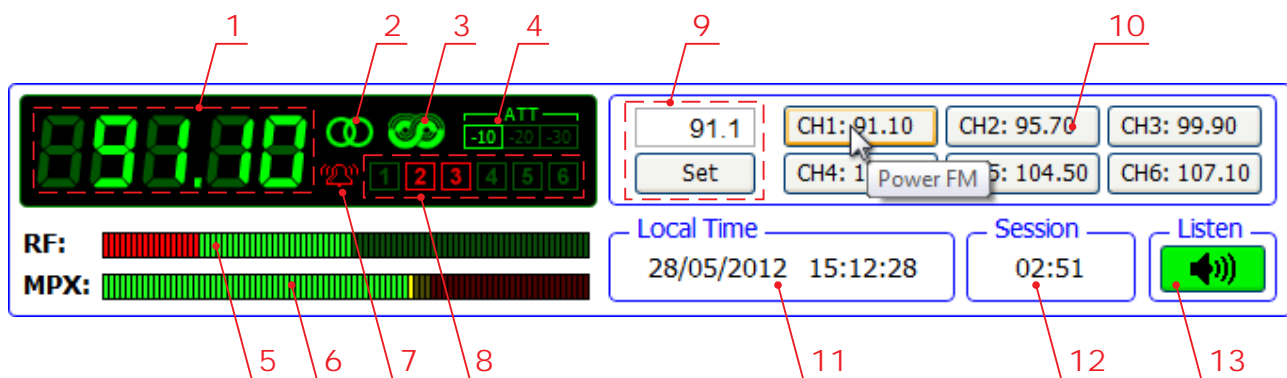 1 2 3 4 9 10
91.10
ATT
-10 -20 -30
1 2 3 4 5 6
91.1
Set
CH1: 91.10 CH2: 95.70 CH3: 99.90
CH4: 1 5: 104.50 CH6: 107.10
Power FM
RF:
MPX:
Local Time
28/05/2012 15:12:28
Session
02:51
Listen
5 6 7 8 11 12 13